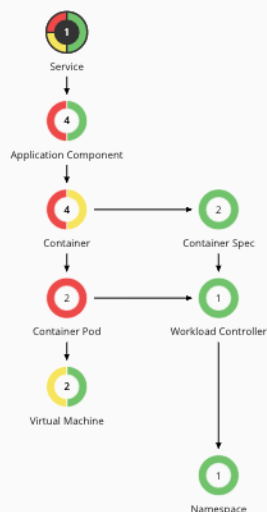 1
Service
4
Application Component
4
2
Container
Container Spec
2
1
Container Pod
Workload Controller
2
Virtual Machine
1
Namespace